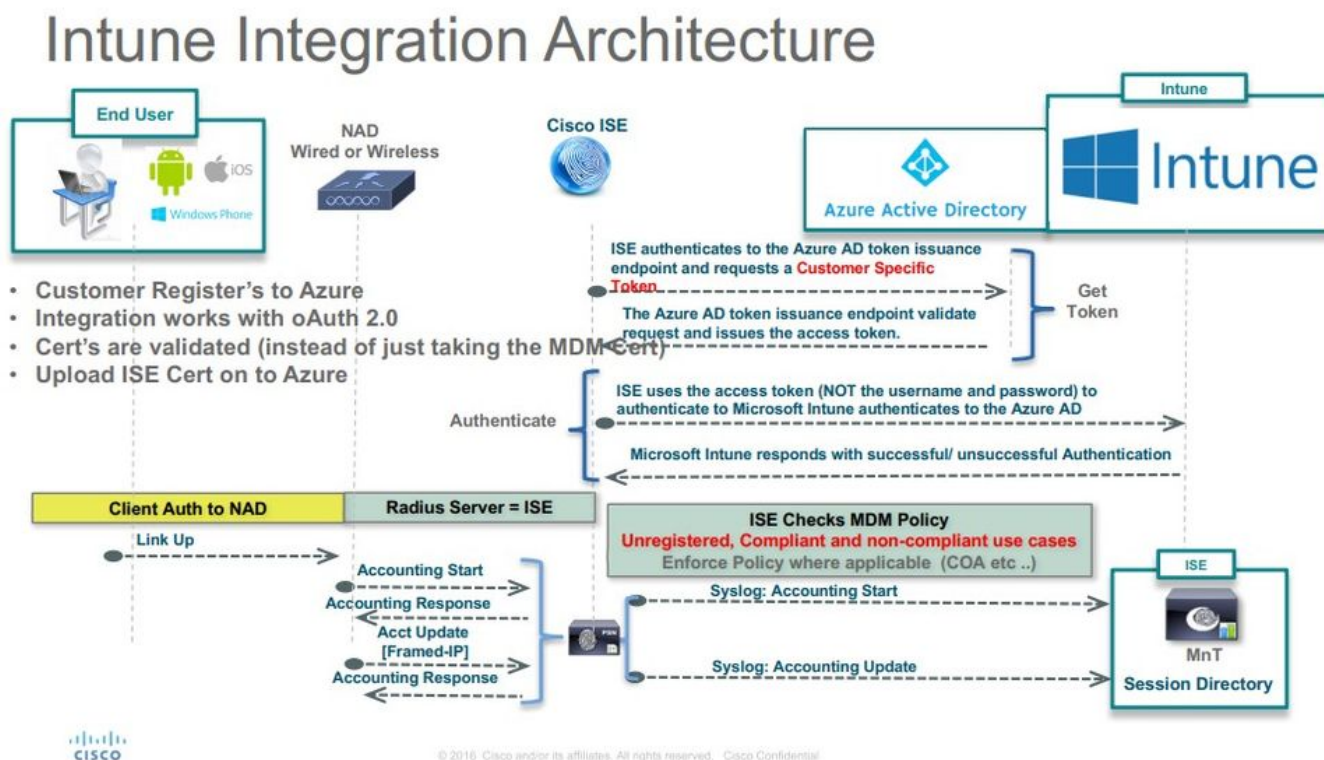 Intune Integration Architecture
End User
iOS
Windows Phone
NAD
Wired or Wireless
Cisco ISE
Azure Active Directory
Intune
Intune
ISE authenticates to the Azure AD token issuance
endpoint and requests a Customer Specific
Token
The Azure AD token issuance endpoint validate
request and issues the access token.
Get
Token
• Customer Register's to Azure
• Integration works with oAuth 2.0
• Cert's are validated (instead of just taking the MDM Cert)
• Upload ISE Cert on to Azure
Authenticate
ISE uses the access token (NOT the username and password) to
authenticate to Microsoft Intune authenticates to the Azure AD
Microsoft Intune responds with successful/ unsuccessful Authentication
Client Auth to NAD
Radius Server = ISE
ISE Checks MDM Policy
Unregistered, Compliant and non-compliant use cases
Enforce Policy where applicable (COA etc ..)
Link Up
Accounting Start
Accounting Response
Acct Update
[Framed-IP]
Accounting Response
PSN
Syslog: Accounting Start
Syslog: Accounting Update
ISE
MnT
Session Directory
CISCO
© 2016 Cisco and/or its affiliates. All rights reserved. Cisco Confidential